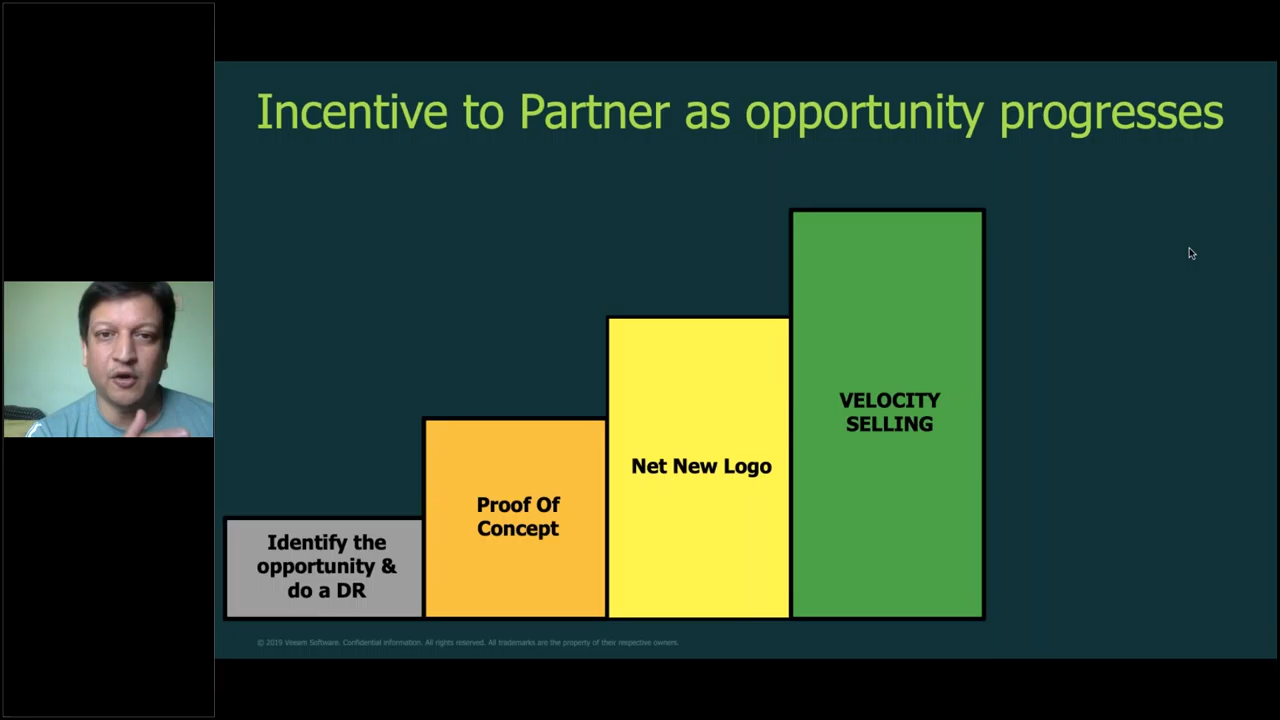 Incentive to Partner as opportunity progresses
Identify the
opportunity &
do a DR
Proof Of
Concept
Net New Logo
VELOCITY
SELLING
© 2019 Veeam Software. Confidential information. All rights reserved. All trademarks are the property of their respective owners.